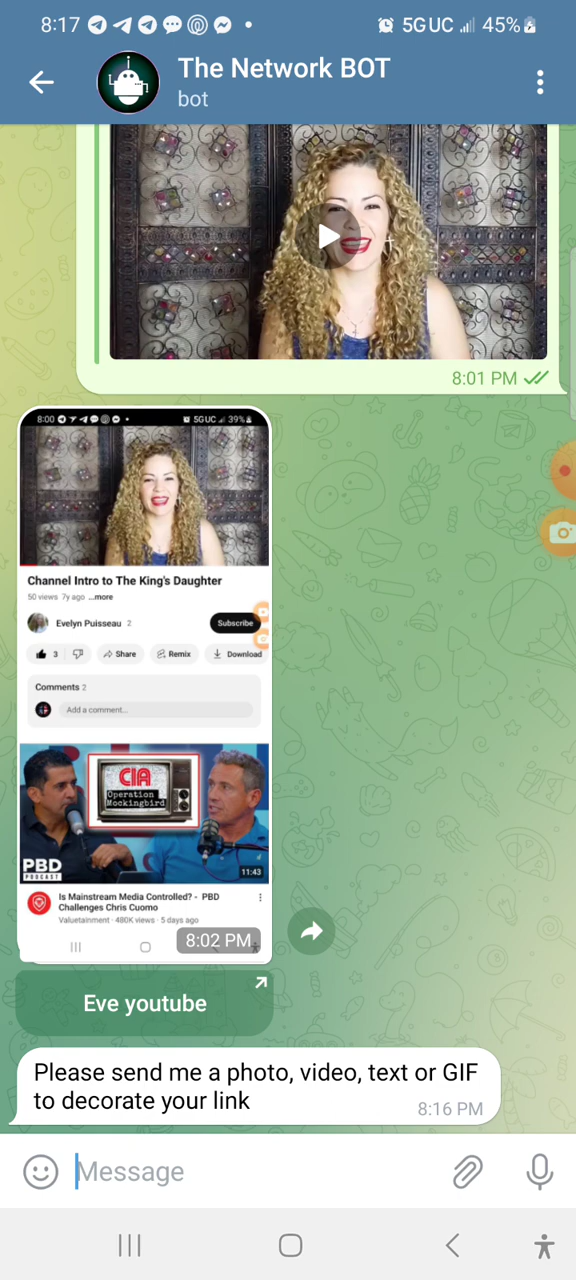 8:17
5GUC
45%
The Network BOT
bot
8:01 PM
8:00
5GUC
39%
Channel Intro to The King's Daughter
50 views 7y ago ...more
Evelyn Puisseau 2
Subscribe
3
Share
Remix
Download
Comments 2
Add a comment...
CIA
Operation
Mockingbird
PBD
PODCAST
11:43
Is Mainstream Media Controlled? - PBD
Challenges Chris Cuomo
Valuetainment · 480K views · 5 days ago
8:02 PM
Eve youtube
Please send me a photo, video, text or GIF
to decorate your link
8:16 PM
Message